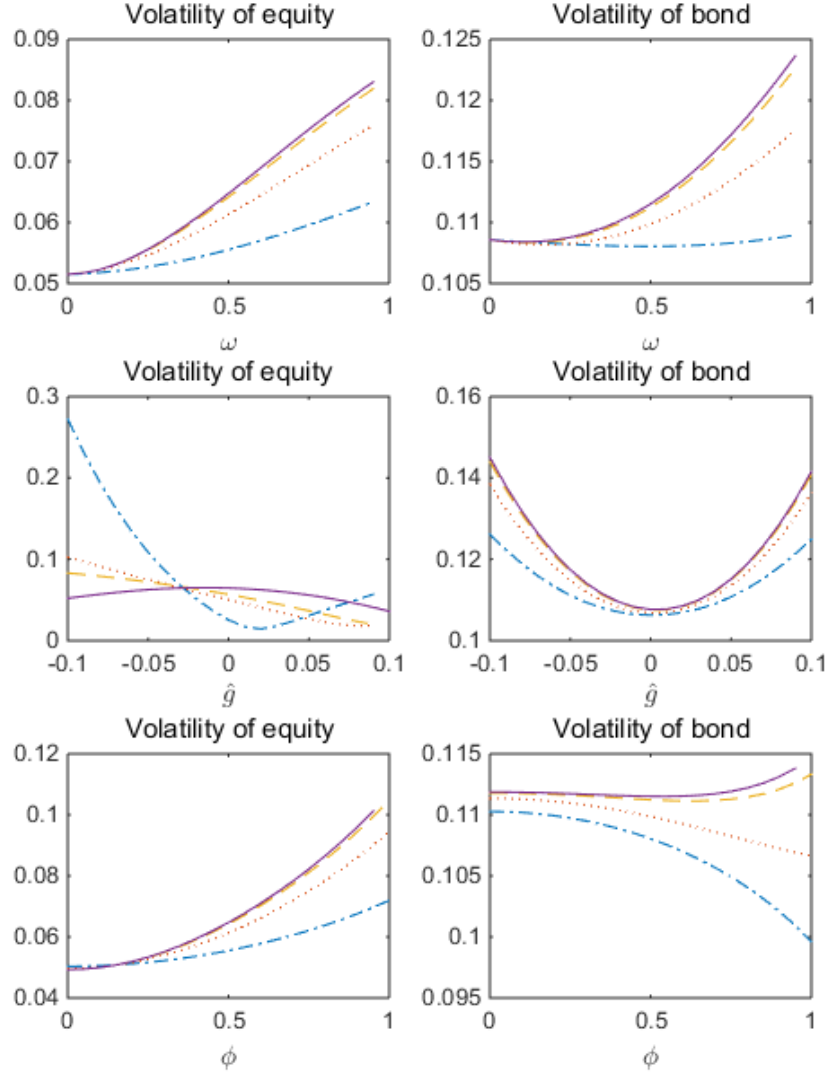 Volatility of equity
0.09
0.08
0.07
0.06
0.05
0 0.5 1
ω
Volatility of bond
0.125
0.12
0.115
0.11
0.105
0 0.5 1
ω
Volatility of equity
0.3
0.2
0.1
0
-0.1 -0.05 0 0.05 0.1
ĝ
Volatility of bond
0.16
0.14
0.12
0.1
-0.1 -0.05 0 0.05 0.1
ĝ
Volatility of equity
0.12
0.1
0.08
0.06
0.04
0 0.5 1
ϕ
Volatility of bond
0.115
0.11
0.105
0.1
0.095
0 0.5 1
ϕ